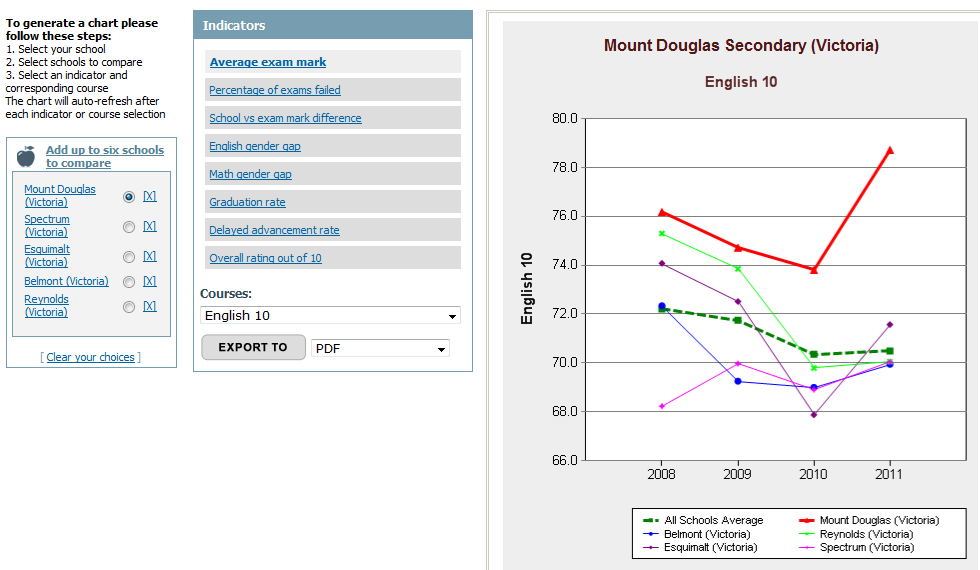 To generate a chart please
follow these steps:
1. Select your school
2. Select schools to compare
3. Select an indicator and
corresponding course
The chart will auto-refresh after
each indicator or course selection
Add up to six schools
to compare
Mount Douglas
(Victoria)
[X]
Spectrum
(Victoria)
[X]
Esquimalt
(Victoria)
[X]
Belmont (Victoria)
[X]
Reynolds
(Victoria)
[X]
[ Clear your choices ]
Indicators
Average exam mark
Percentage of exams failed
School vs exam mark difference
English gender gap
Math gender gap
Graduation rate
Delayed advancement rate
Overall rating out of 10
Courses:
English 10
EXPORT TO
PDF
Mount Douglas Secondary (Victoria)
English 10
English 10
80.0
78.0
76.0
74.0
72.0
70.0
68.0
66.0
2008 2009 2010 2011
All Schools Average Mount Douglas (Victoria)
Belmont (Victoria) Reynolds (Victoria)
Esquimalt (Victoria) Spectrum (Victoria)